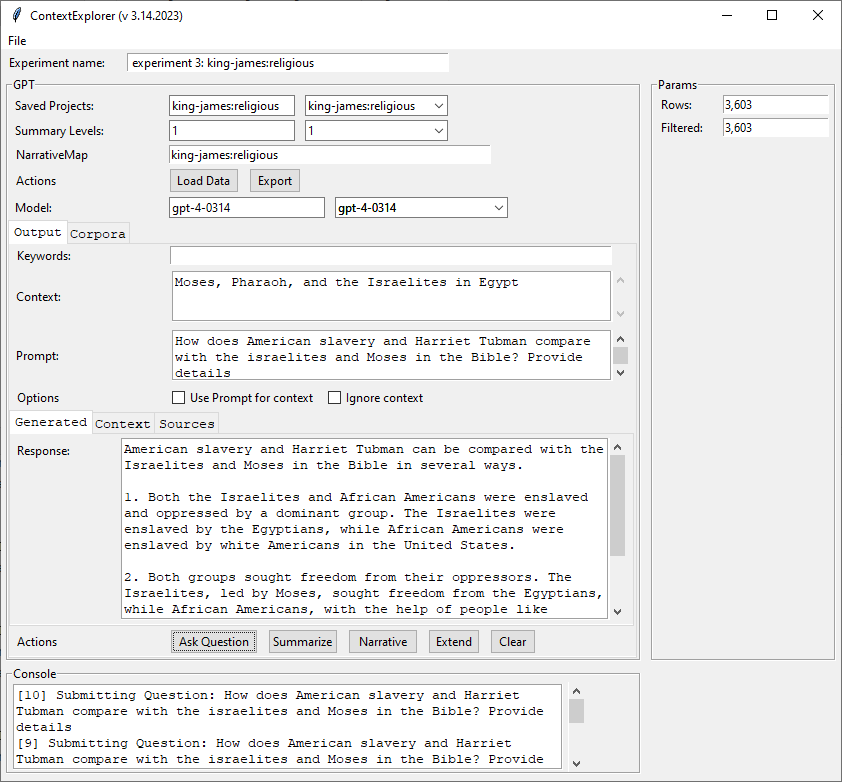 ContextExplorer (v 3.14.2023)
File
Experiment name: experiment 3: king-james:religious
GPT
Saved Projects: king-james:religious king-james:religious
Summary Levels: 1 1
NarrativeMap king-james:religious
Actions Load Data Export
Model: gpt-4-0314 gpt-4-0314
Output Corpora
Keywords:
Context: Moses, Pharaoh, and the Israelites in Egypt
Prompt: How does American slavery and Harriet Tubman compare
with the israelites and Moses in the Bible? Provide
details
Options Use Prompt for context Ignore context
Generated Context Sources
Response: American slavery and Harriet Tubman can be compared with the
Israelites and Moses in the Bible in several ways.
1. Both the Israelites and African Americans were enslaved
and oppressed by a dominant group. The Israelites were
enslaved by the Egyptians, while African Americans were
enslaved by white Americans in the United States.
2. Both groups sought freedom from their oppressors. The
Israelites, led by Moses, sought freedom from the Egyptians,
while African Americans, with the help of people like
Actions Ask Question Summarize Narrative Extend Clear
Params
Rows: 3,603
Filtered: 3,603
Console
[10] Submitting Question: How does American slavery and Harriet
Tubman compare with the israelites and Moses in the Bible? Provide
details
[9] Submitting Question: How does American slavery and Harriet
Tubman compare with the israelites and Moses in the Bible? Provide